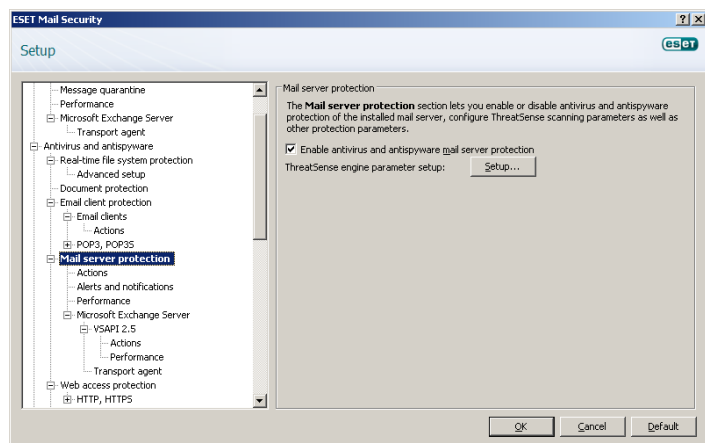 ESET Mail Security
Setup
eset
Message quarantine
Performance
Microsoft Exchange Server
Transport agent
Antivirus and antispyware
Real-time file system protection
Advanced setup
Document protection
Email client protection
Email clients
Actions
POP3, POP3S
Mail server protection
Actions
Alerts and notifications
Performance
Microsoft Exchange Server
VSAPI 2.5
Actions
Performance
Transport agent
Web access protection
HTTP, HTTPS
Mail server protection
The Mail server protection section lets you enable or disable antivirus and antispyware
protection of the installed mail server, configure ThreatSense scanning parameters as well as
other protection parameters.
Enable antivirus and antispyware mail server protection
ThreatSense engine parameter setup:
Setup...
OK
Cancel
Default